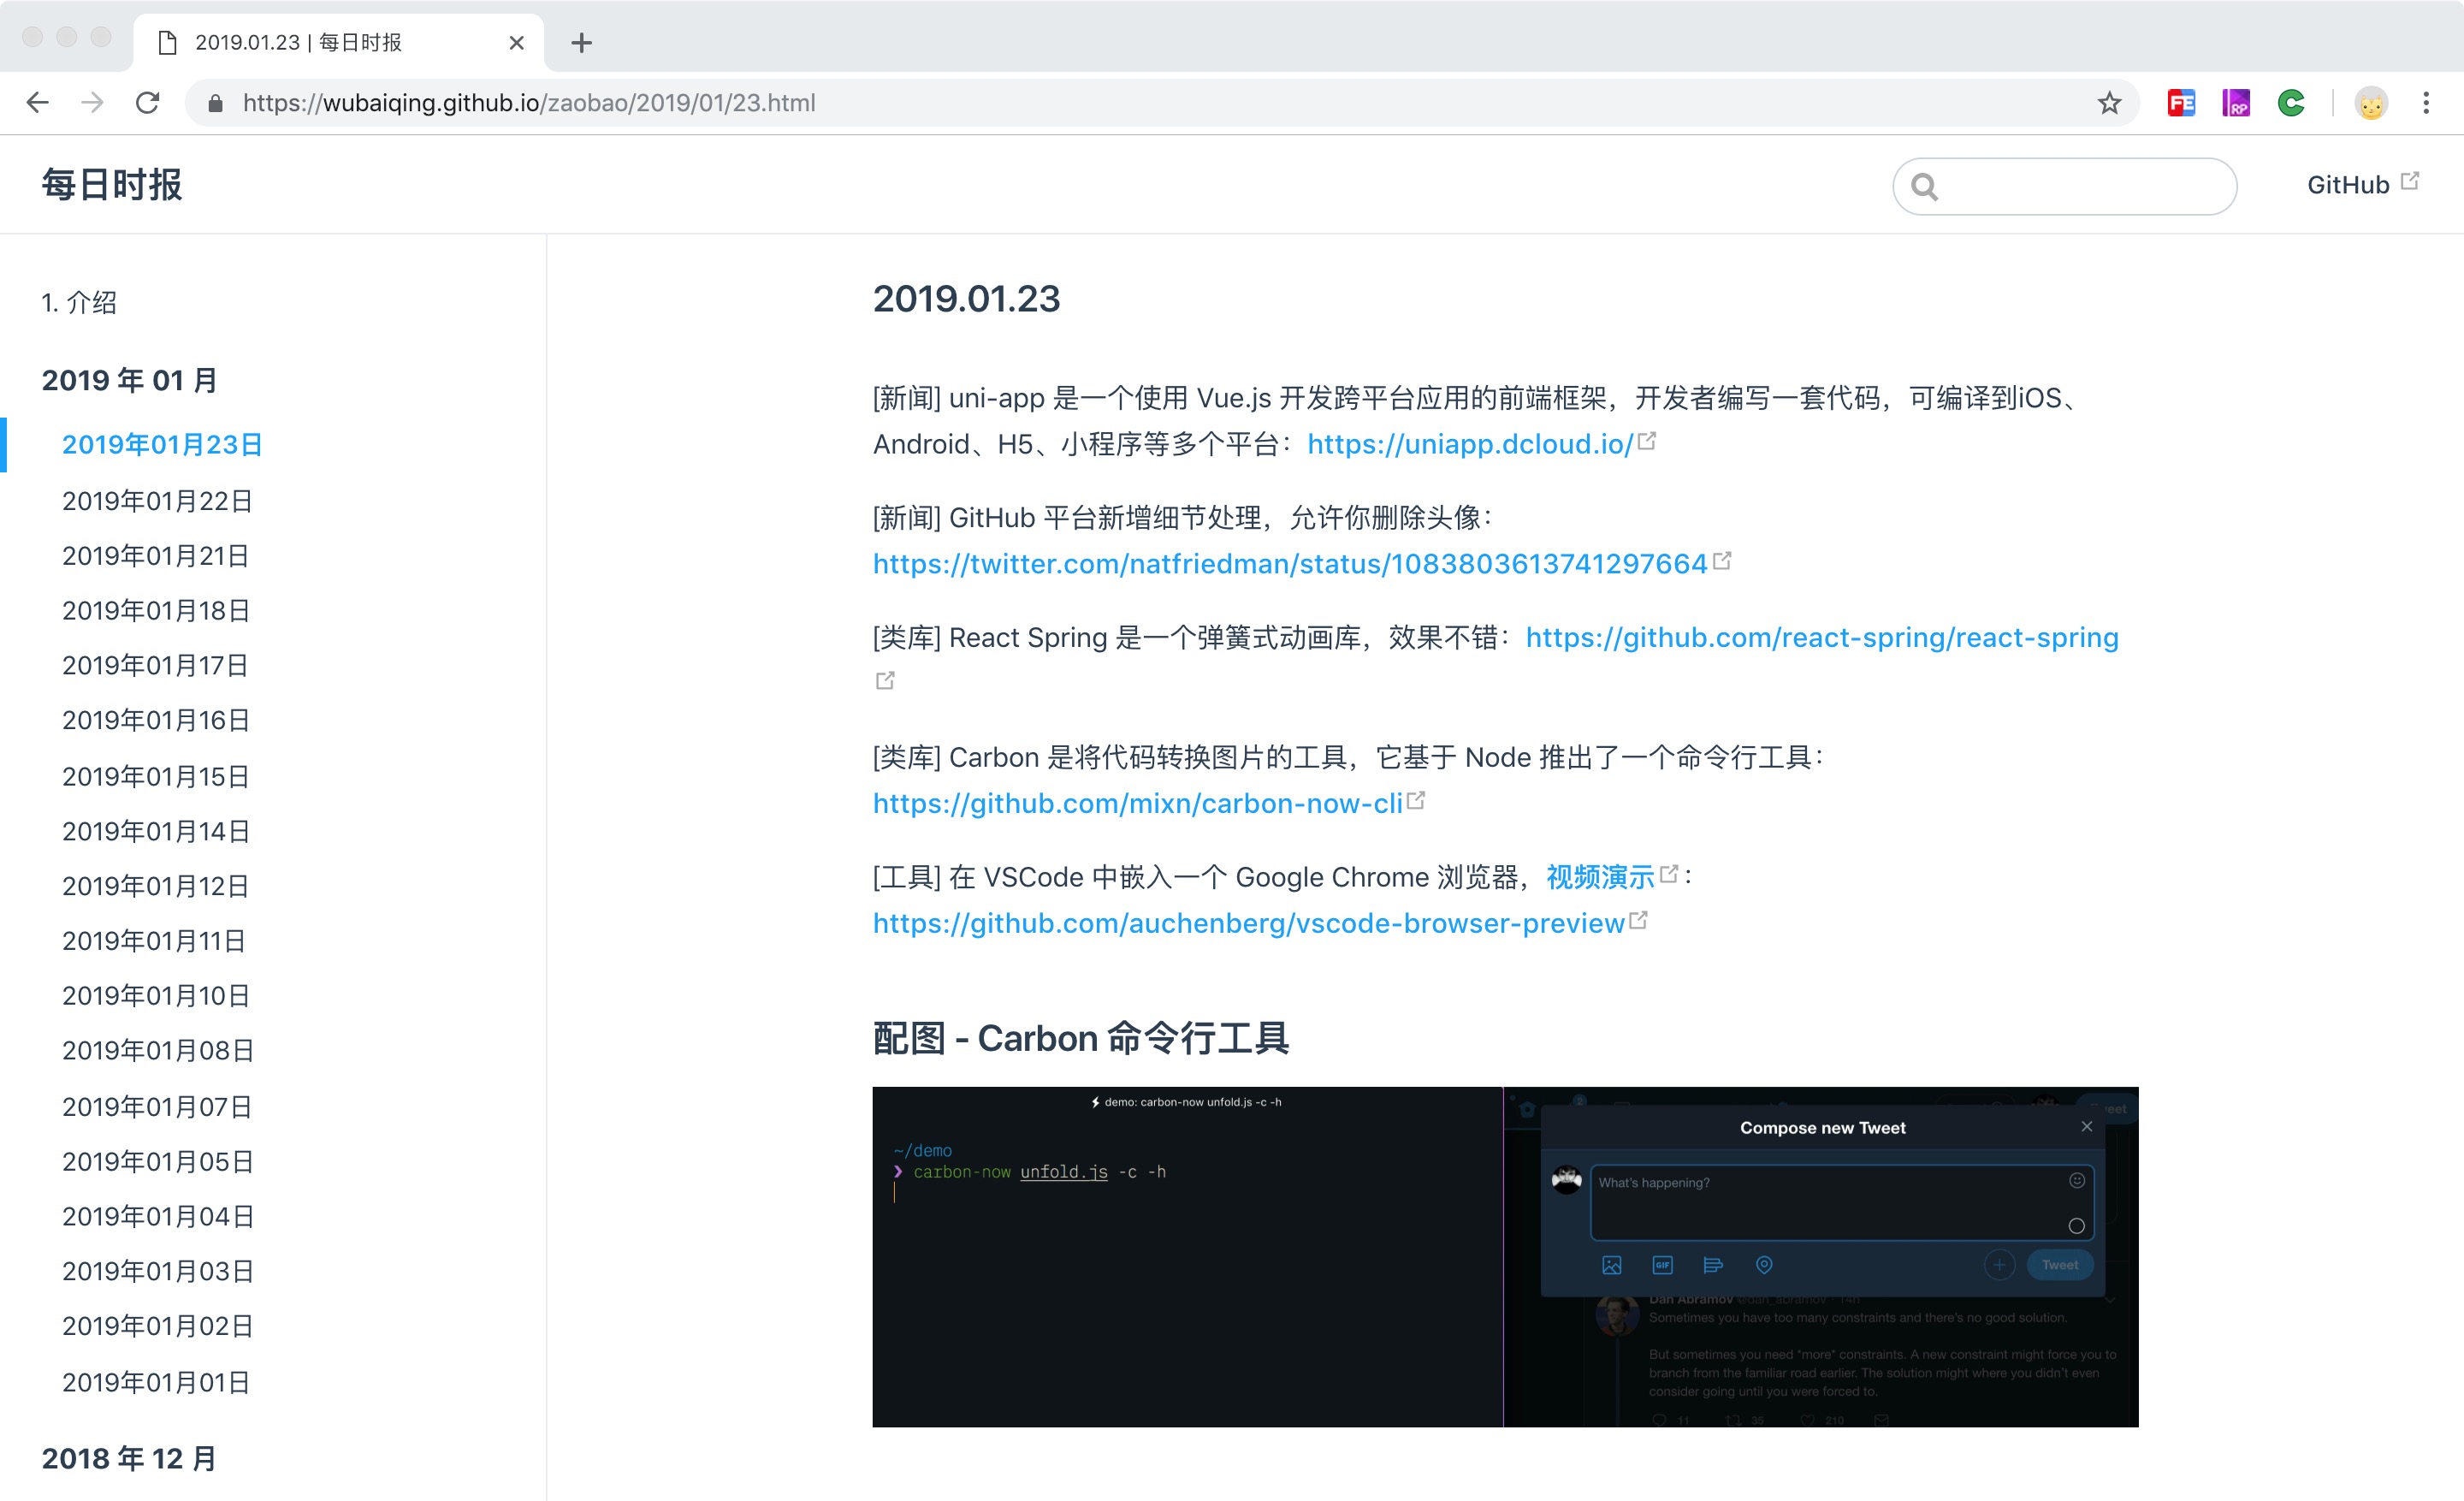 2019.01.23 | 每日时报
https://wubaiqing.github.io/zaobao/2019/01/23.html
FE
RP
每日时报
GitHub
1. 介绍
2019 年 01 月
2019年01月23日
2019年01月22日
2019年01月21日
2019年01月18日
2019年01月17日
2019年01月16日
2019年01月15日
2019年01月14日
2019年01月12日
2019年01月11日
2019年01月10日
2019年01月08日
2019年01月07日
2019年01月05日
2019年01月04日
2019年01月03日
2019年01月02日
2019年01月01日
2018 年 12 月
2019.01.23
[新闻] uni-app 是一个使用 Vue.js 开发跨平台应用的前端框架，开发者编写一套代码，可编译到iOS、
Android、H5、小程序等多个平台：https://uniapp.dcloud.io/
[新闻] GitHub 平台新增细节处理，允许你删除头像：
https://twitter.com/natfriedman/status/1083803613741297664
[类库] React Spring 是一个弹簧式动画库，效果不错：https://github.com/react-spring/react-spring
[类库] Carbon 是将代码转换图片的工具，它基于 Node 推出了一个命令行工具：
https://github.com/mixn/carbon-now-cli
[工具] 在 VSCode 中嵌入一个 Google Chrome 浏览器，视频演示：
https://github.com/auchenberg/vscode-browser-preview
配图 - Carbon 命令行工具
demo: carbon-now unfold.js -c -h
~/demo
❯ carbon-now unfold.js -c -h
2
Compose new Tweet
What's happening?
GIF
Tweet
Dan Abramov @dan_abramov · 14h
Sometimes you have too many constraints and there's no good solution.
But sometimes you need *more* constraints. A new constraint might force you to
branch from the familiar road earlier. The solution might where you didn't even
consider going until you were forced to.
11 35 210